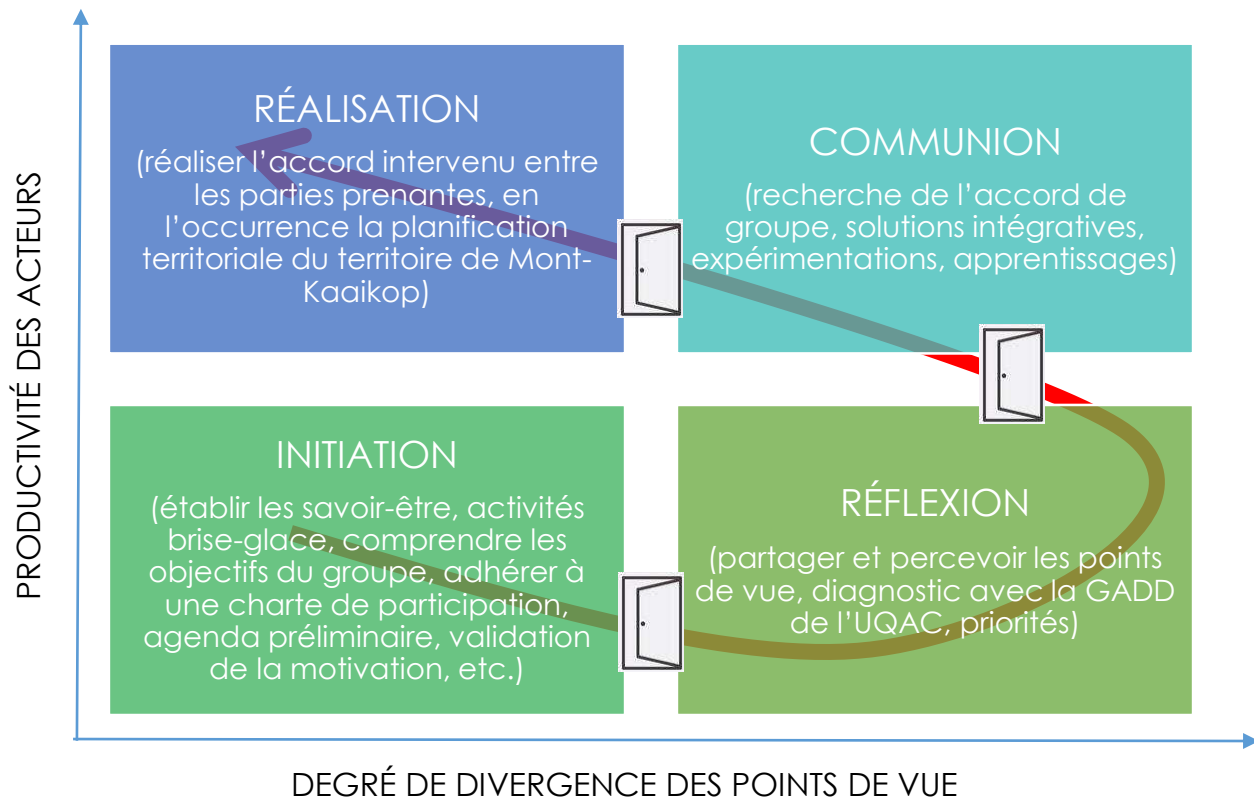 PRODUCTIVITÉ DES ACTEURS
RÉALISATION
(réaliser l’accord intervenu entre
les parties prenantes, en
l’occurrence la planification
territoriale du territoire de Mont-
Kaaikop)
COMMUNION
(recherche de l’accord de
groupe, solutions intégratives,
expérimentations, apprentissages)
INITIATION
(établir les savoir-être, activités
brise-glace, comprendre les
objectifs du groupe, adhérer à
une charte de participation,
agenda préliminaire, validation
de la motivation, etc.)
RÉFLEXION
(partager et percevoir les points
de vue, diagnostic avec la GADD
de l’UQAC, priorités)
DEGRÉ DE DIVERGENCE DES POINTS DE VUE